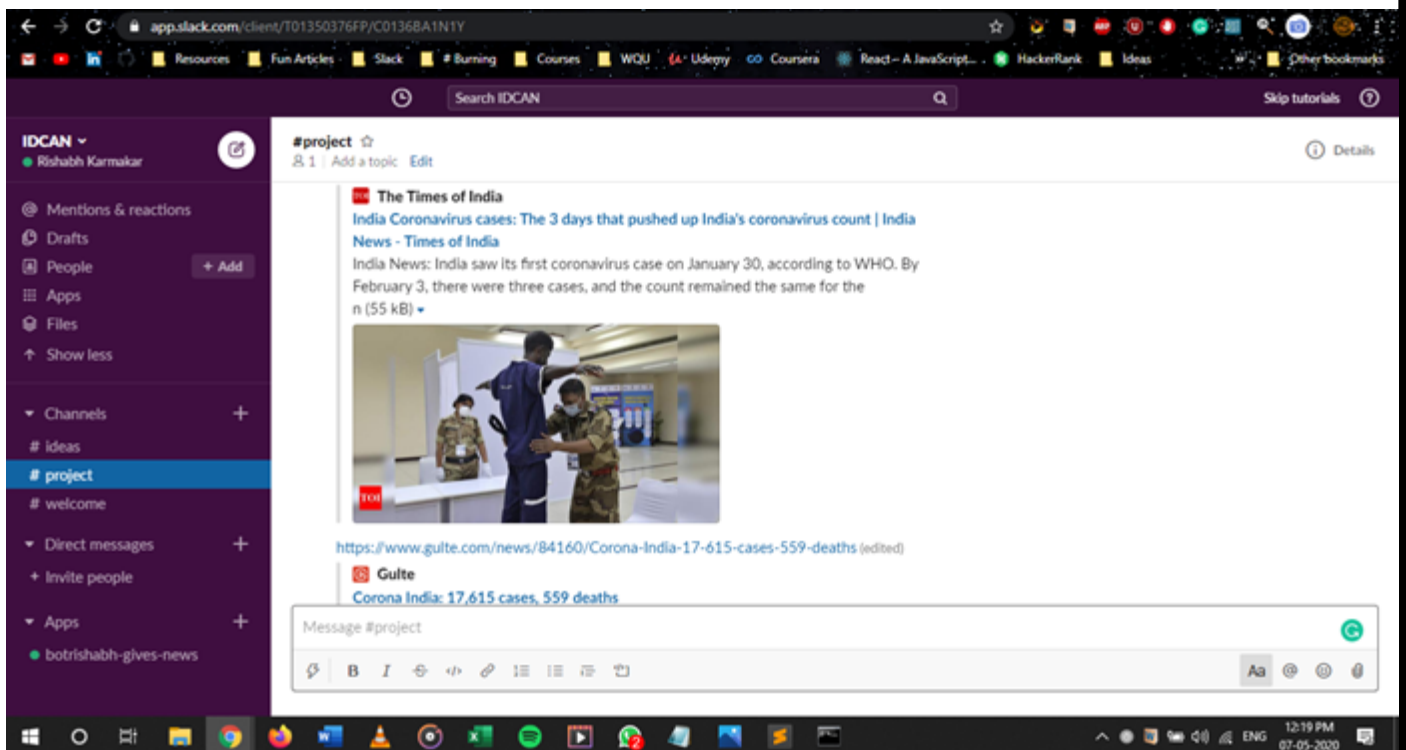 app.slack.com/client/T01350376FP/C0136BA1N1Y
Resources Fun Articles Slack # Burning Courses WQU Udemy Coursera React – A JavaScript... HackerRank Ideas Other bookmarks
Search IDCAN Skip tutorials
IDCAN
Rishabh Karmakar
Mentions & reactions
Drafts
People + Add
Apps
Files
Show less
Channels +
# ideas
# project
# welcome
Direct messages +
+ Invite people
Apps +
botrishabh-gives-news
#project
1 | Add a topic Edit
Details
The Times of India
India Coronavirus cases: The 3 days that pushed up India's coronavirus count | India
News - Times of India
India News: India saw its first coronavirus case on January 30, according to WHO. By
February 3, there were three cases, and the count remained the same for the
n (55 kB)
TOI
https://www.gulte.com/news/84160/Corona-India-17-615-cases-559-deaths (edited)
Gulte
Corona India: 17,615 cases, 559 deaths
Message #project
B I Aa @
ENG
12:19 PM
07-05-2020